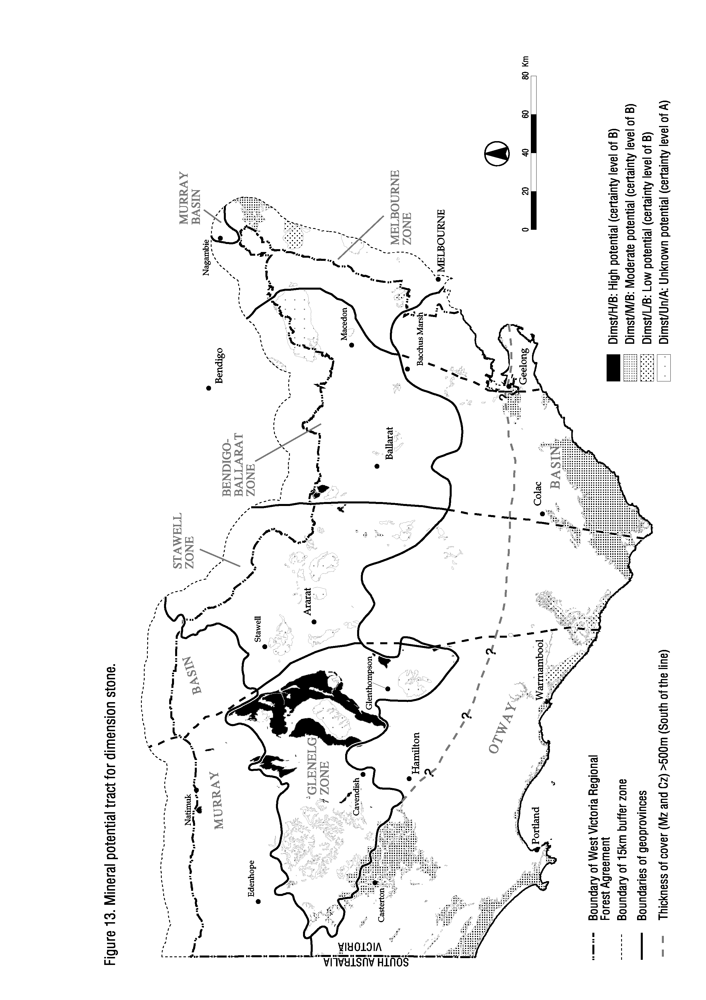 Figure 13. Mineral potential tract for dimension stone.
MURRAY
BASIN
Nagambie
Bendigo
STAWELL
ZONE
BENDIGO-
BALLARAT
ZONE
MELBOURNE
ZONE
MELBOURNE
Macedon
Bacchus Marsh
Geelong
Ballarat
Ararat
Stawell
BASIN
MURRAY
Natimuk
Edenhope
GLENELG
ZONE
Glenthompson
Cavendish
Hamilton
Casterton
Portland
Warrnambool
Colac
OTWAY
BASIN
?
?
?
?
SOUTH AUSTRALIA
VICTORIA
0 20 40 60 80 Km
Boundary of West Victoria Regional
Forest Agreement
Boundary of 15km buffer zone
Boundaries of geoprovinces
Thickness of cover (Mz and Cz) >500m (South of the line)
Dimst/H/B: High potential (certainty level of B)
Dimst/M/B: Moderate potential (certainty level of B)
Dimst/L/B: Low potential (certainty level of B)
Dimst/Un/A: Unknown potential (certainty level of A)